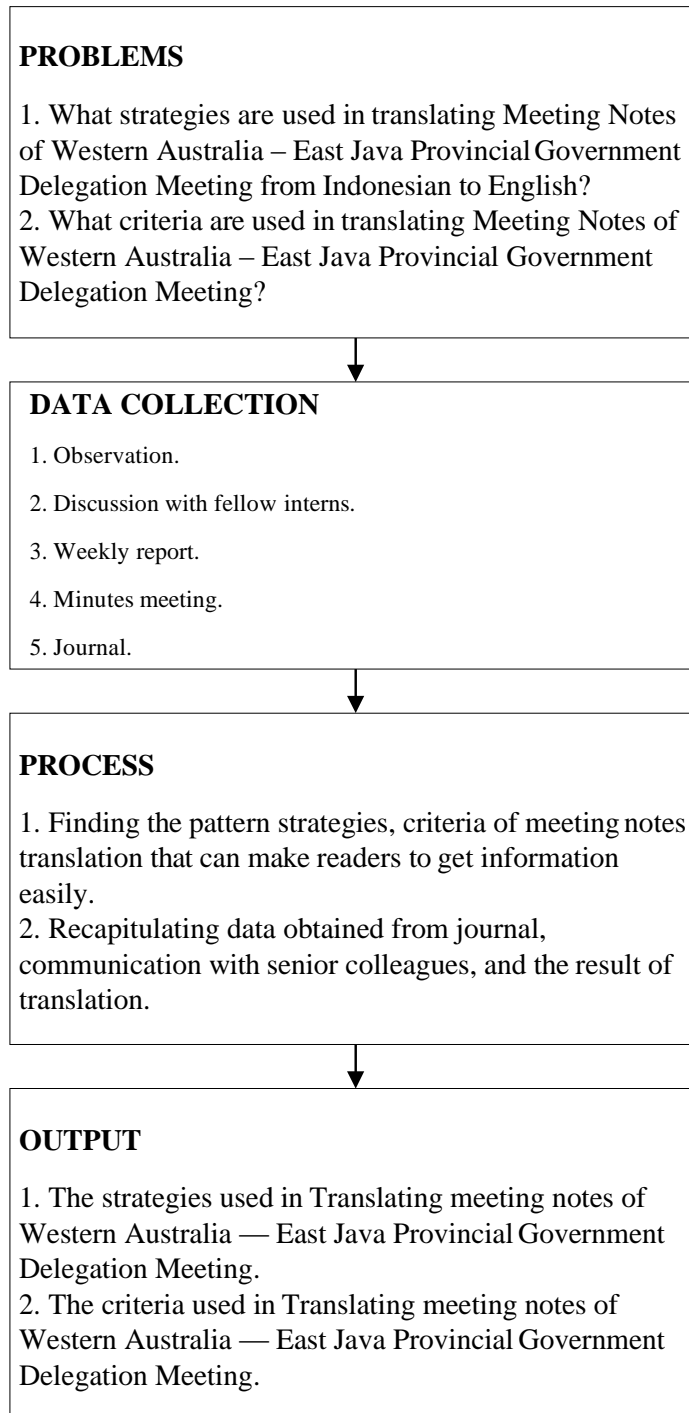 PROBLEMS
1. What strategies are used in translating Meeting Notes
of Western Australia – East Java Provincial Government
Delegation Meeting from Indonesian to English?
2. What criteria are used in translating Meeting Notes of
Western Australia – East Java Provincial Government
Delegation Meeting?
DATA COLLECTION
1. Observation.
2. Discussion with fellow interns.
3. Weekly report.
4. Minutes meeting.
5. Journal.
PROCESS
1. Finding the pattern strategies, criteria of meeting notes
translation that can make readers to get information
easily.
2. Recapitulating data obtained from journal,
communication with senior colleagues, and the result of
translation.
OUTPUT
1. The strategies used in Translating meeting notes of
Western Australia — East Java Provincial Government
Delegation Meeting.
2. The criteria used in Translating meeting notes of
Western Australia — East Java Provincial Government
Delegation Meeting.